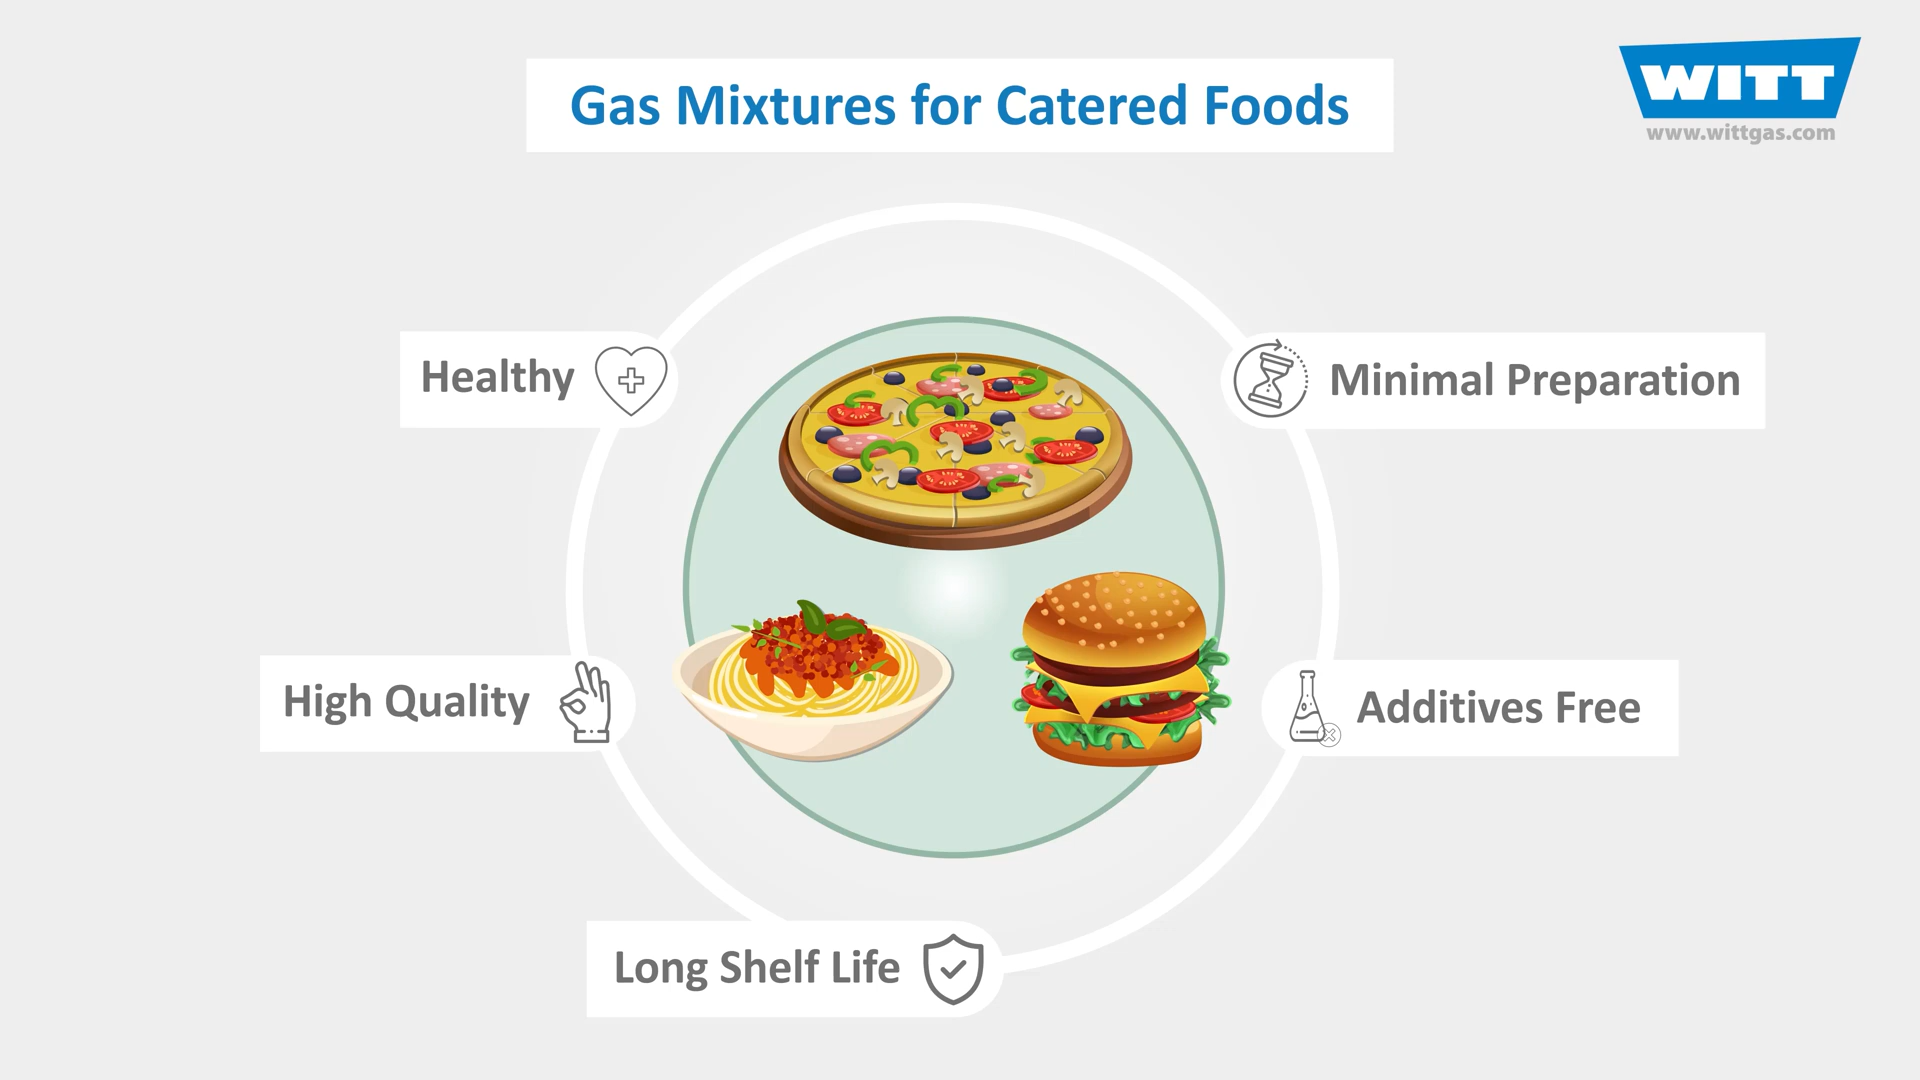 Gas Mixtures for Catered Foods
WITT
www.wittgas.com
Healthy
Minimal Preparation
High Quality
Additives Free
Long Shelf Life